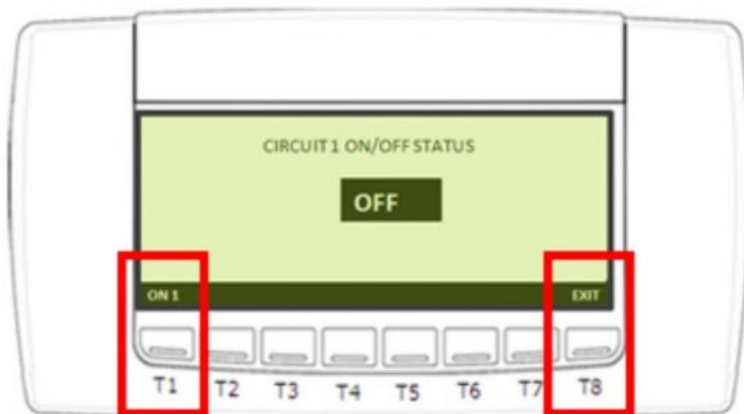 CIRCUIT 1 ON/OFF STATUS
OFF
ON 1 EXIT
T1 T2 T3 T4 T5 T6 T7 T8